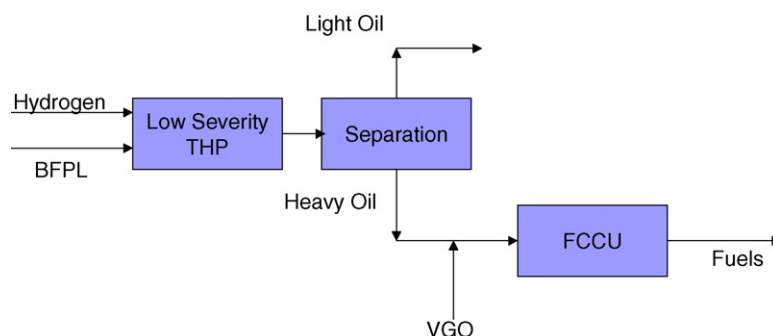 Light Oil
Hydrogen
Low Severity
THP
Separation
BFPL
Heavy Oil
FCCU
Fuels
VGO